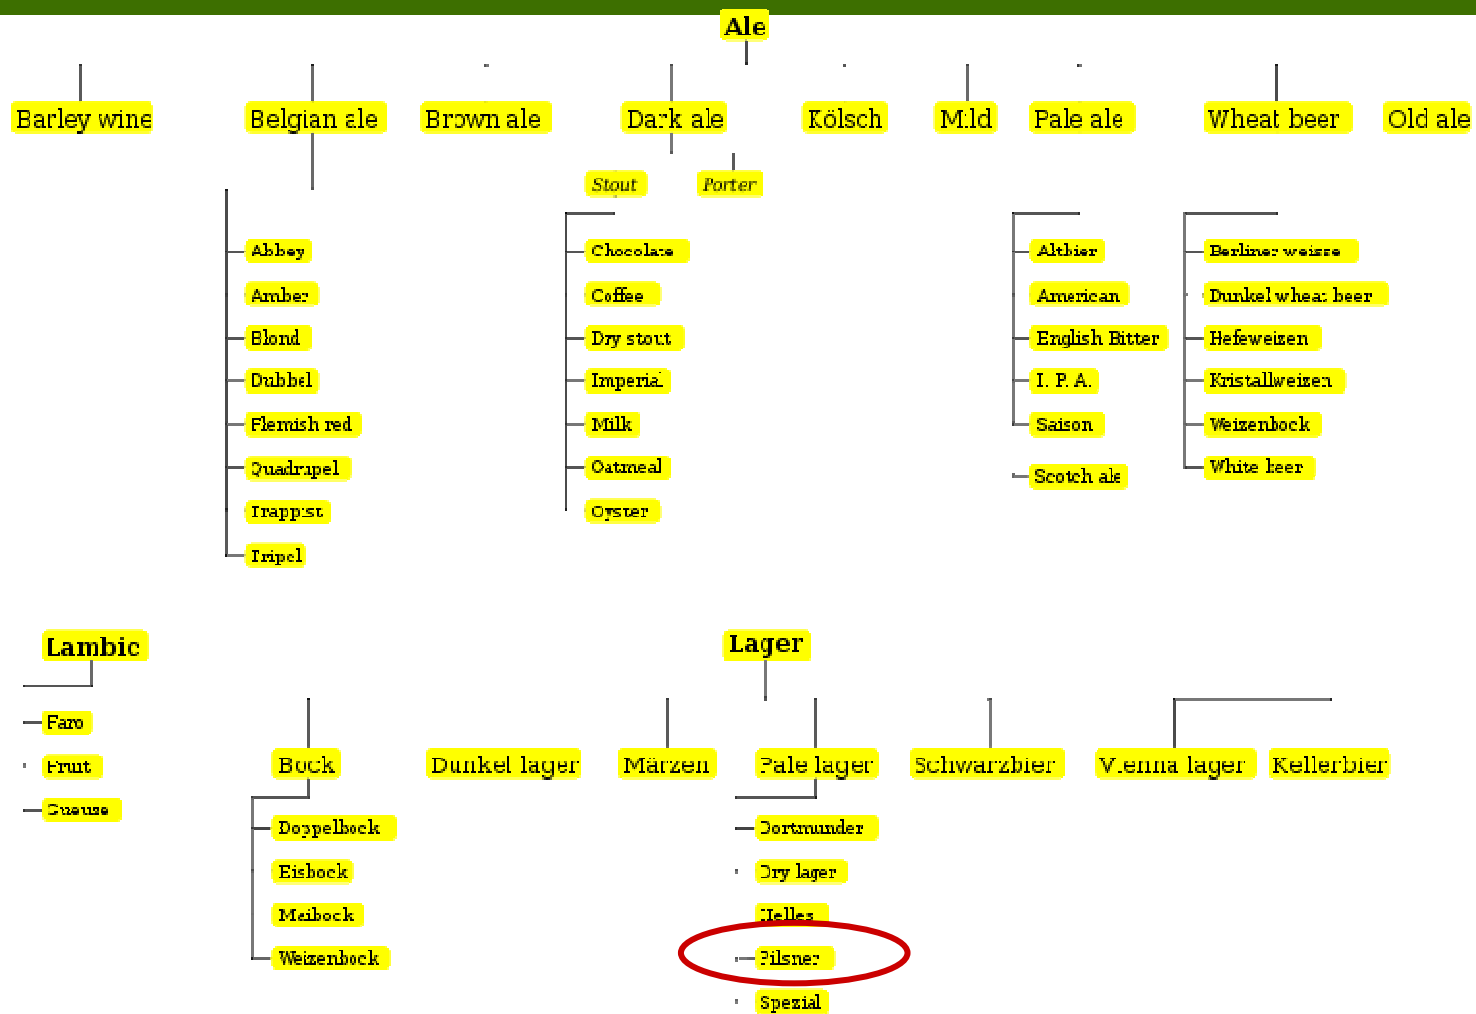 Ale
Barley wine
Belgian ale
Brown ale
Dark ale
Kölsch
Mild
Pale ale
Wheat beer
Old ale
Stout
Porter
Abbey
Amber
Blond
Dubbel
Flemish red
Quadrupel
Trappist
Tripel
Chocolate
Coffee
Dry stout
Imperial
Milk
Oatmeal
Oyster
Altbier
American
English Bitter
I. P. A.
Saison
Scotch ale
Berliner weisse
Dunkel wheat beer
Hefeweizen
Kristallweizen
Weizenbock
White beer
Lambic
Faro
Fruit
Gueuze
Lager
Bock
Dunkel lager
Märzen
Pale lager
Schwarzbier
Vienna lager
Kellerbier
Doppelbock
Eisbock
Maibock
Weizenbock
Dortmunder
Dry lager
Helles
Pilsner
Spezial